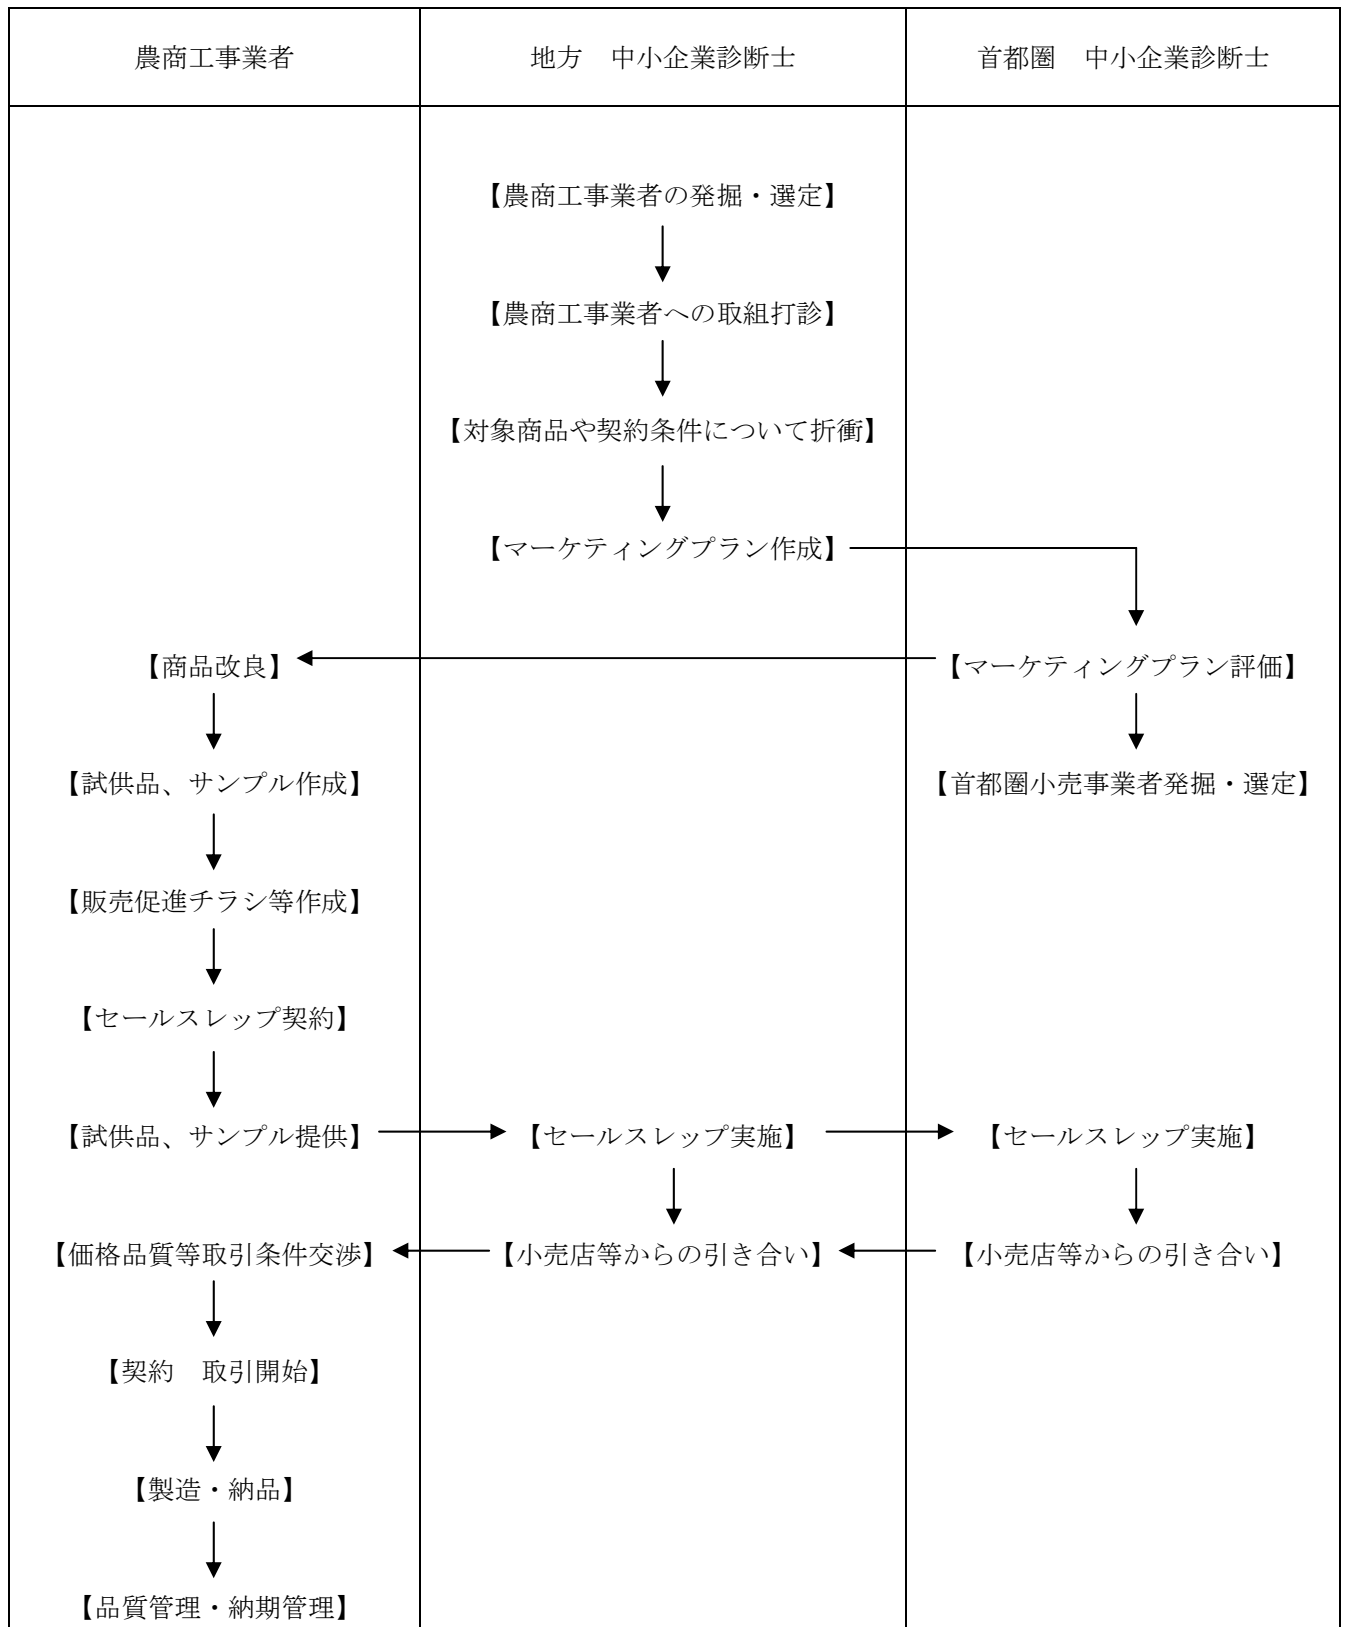 農商工事業者
地方　中小企業診断士
首都圏　中小企業診断士
【農商工事業者の発掘・選定】
【農商工事業者への取組打診】
【対象商品や契約条件について折衝】
【マーケティングプラン作成】
【商品改良】
【マーケティングプラン評価】
【試供品、サンプル作成】
【首都圏小売事業者発掘・選定】
【販売促進チラシ等作成】
【セールスレップ契約】
【試供品、サンプル提供】
【セールスレップ実施】
【セールスレップ実施】
【価格品質等取引条件交渉】
【小売店等からの引き合い】
【小売店等からの引き合い】
【契約　取引開始】
【製造・納品】
【品質管理・納期管理】